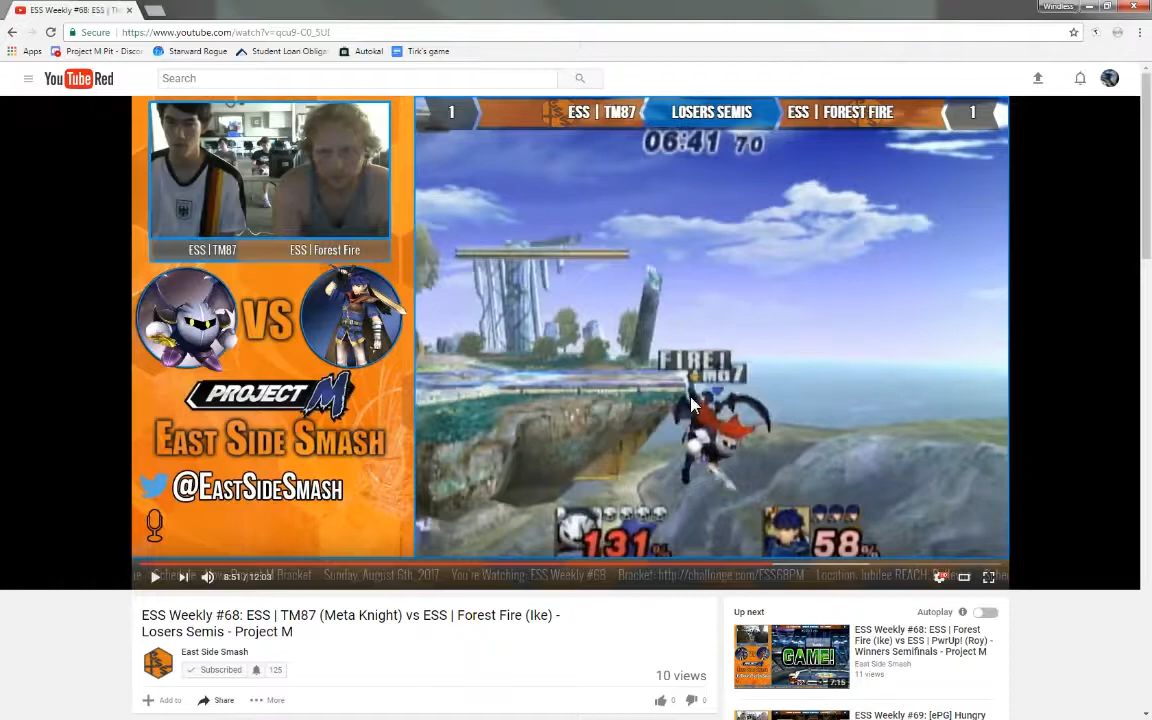 ESS Weekly #68: ESS | TM
Windless
Secure https://www.youtube.com/watch?v=qcu9-C0_5UI
Apps Project M Pit - Discor Starward Rogue Student Loan Obliga Autokal Tirk's game
YouTube Red
Search
1 ESS | TM87 LOSERS SEMIS ESS | FOREST FIRE 1
06:41 70
ESS | TM87 ESS | Forest Fire
VS
FIRE!
M87
PROJECT M
EAST SIDE SMASH
@EASTSIDESMASH
131% 58%
8:51 / 12:03
M Bracket Sunday, August 6th, 2017 You're Watching: ESS Weekly #68 Bracket: http://challonge.com/ESS68PM Location: Jubilee REACH
ESS Weekly #68: ESS | TM87 (Meta Knight) vs ESS | Forest Fire (Ike) -
Losers Semis - Project M
East Side Smash
Subscribed 125
10 views
Add to Share More
0 0
Up next Autoplay
ESS Weekly #68: ESS | Forest
Fire (Ike) vs ESS | PwrUp! (Roy) -
Winners Semifinals - Project M
East Side Smash
11 views
GAME!
7:15
ESS Weekly #69: [ePG] Hungry